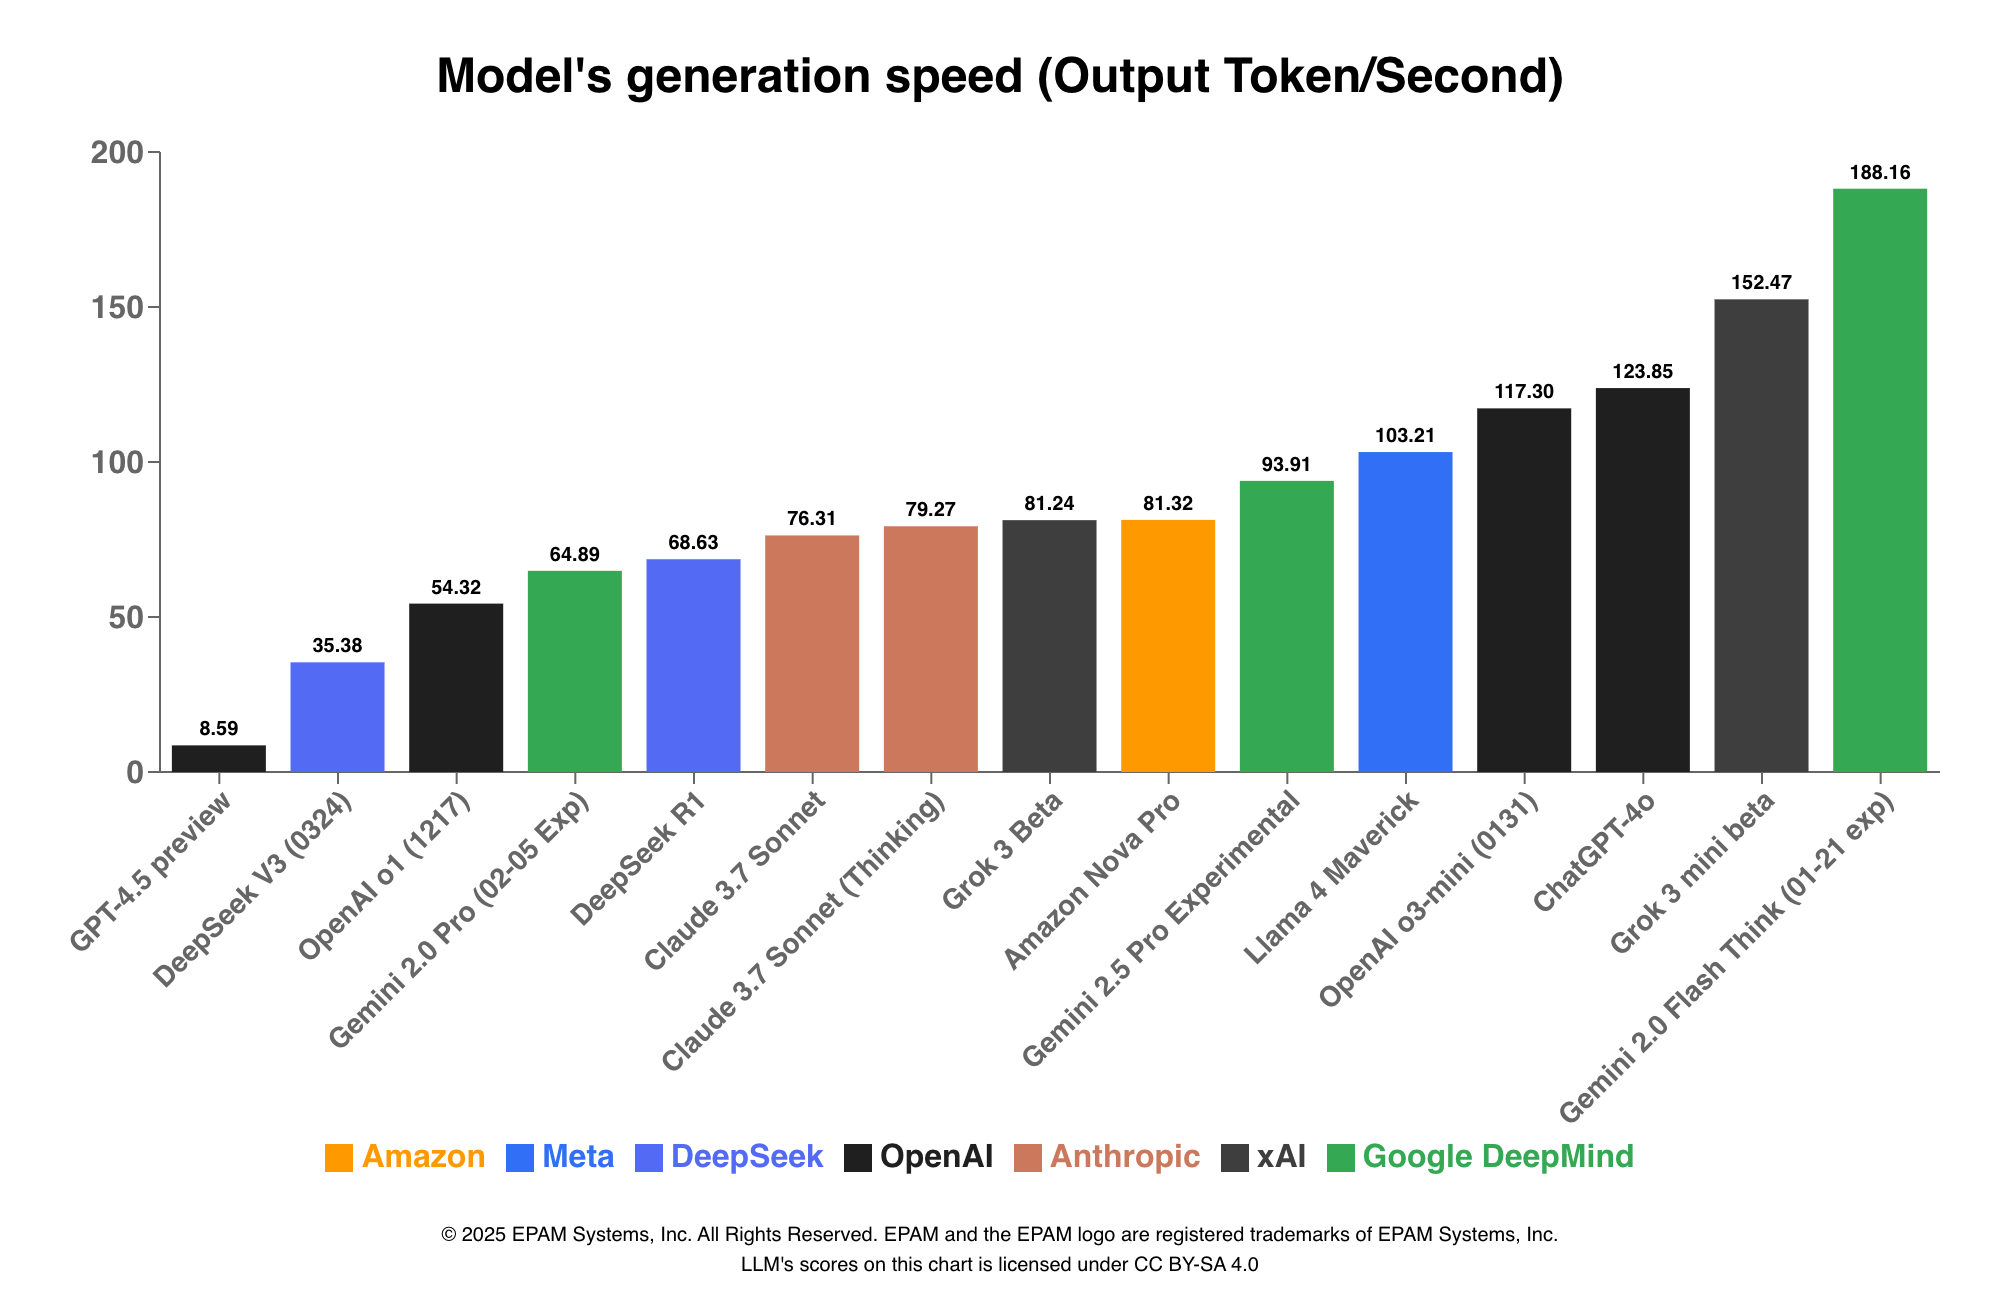 Model's generation speed (Output Token/Second)
200
150
100
50
0
8.59
35.38
54.32
64.89
68.63
76.31
79.27
81.24
81.32
93.91
103.21
117.30
123.85
152.47
188.16
GPT-4.5 preview
DeepSeek V3 (0324)
OpenAI o1 (1217)
Gemini 2.0 Pro (02-05 Exp)
DeepSeek R1
Claude 3.7 Sonnet
Claude 3.7 Sonnet (Thinking)
Grok 3 Beta
Amazon Nova Pro
Gemini 2.5 Pro Experimental
Llama 4 Maverick
OpenAI o3-mini (0131)
ChatGPT-4o
Grok 3 mini beta
Gemini 2.0 Flash Think (01-21 exp)
Amazon Meta DeepSeek OpenAI Anthropic xAI Google DeepMind
© 2025 EPAM Systems, Inc. All Rights Reserved. EPAM and the EPAM logo are registered trademarks of EPAM Systems, Inc.
LLM's scores on this chart is licensed under CC BY-SA 4.0